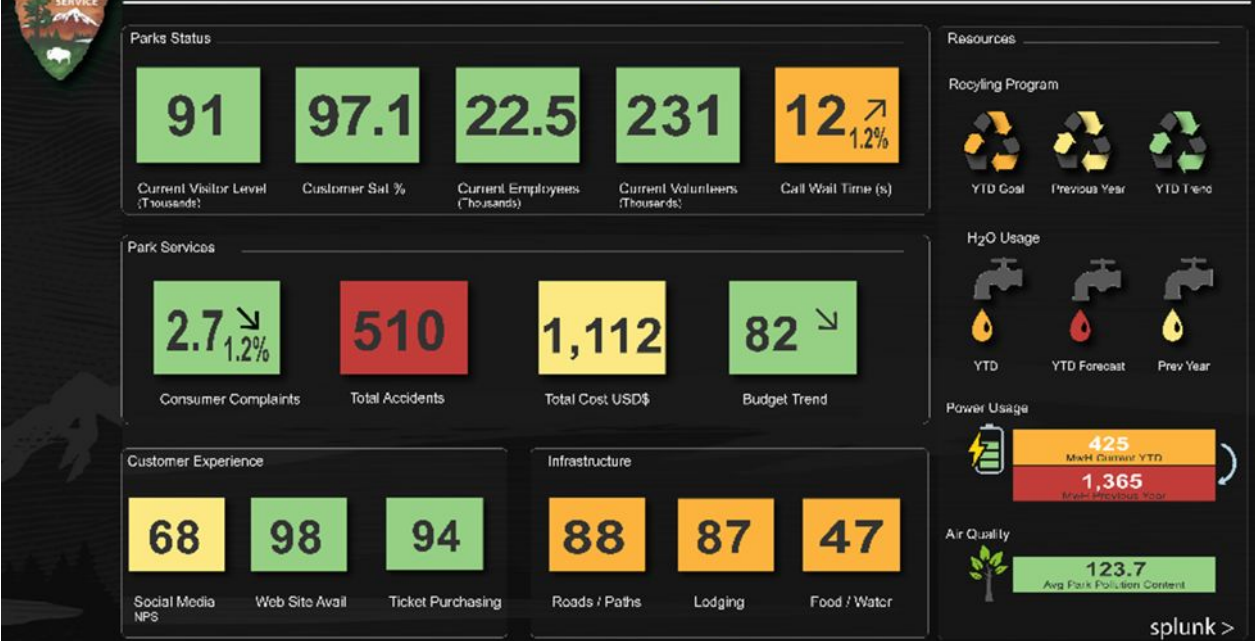 SERVICE
Parks Status
91
97.1
22.5
231
12 1.2%
Current Visitor Level
(Thousands)
Customer Sat %
Current Employees
(Thousands)
Current Volunteers
(Thousands)
Call Wait Time (s)
Park Services
2.7 1.2%
510
1,112
82
Consumer Complaints
Total Accidents
Total Cost USD$
Budget Trend
Customer Experience
68
98
94
Social Media
NPS
Web Site Avail
Ticket Purchasing
Infrastructure
88
87
47
Roads / Paths
Lodging
Food / Water
Resources
Recyling Program
YTD Goal
Previous Year
YTD Trend
H₂O Usage
YTD
YTD Forecast
Prev Year
Power Usage
425
MwH Current YTD
1,365
MwH Previous Year
Air Quality
123.7
Avg Park Pollution Content
splunk >